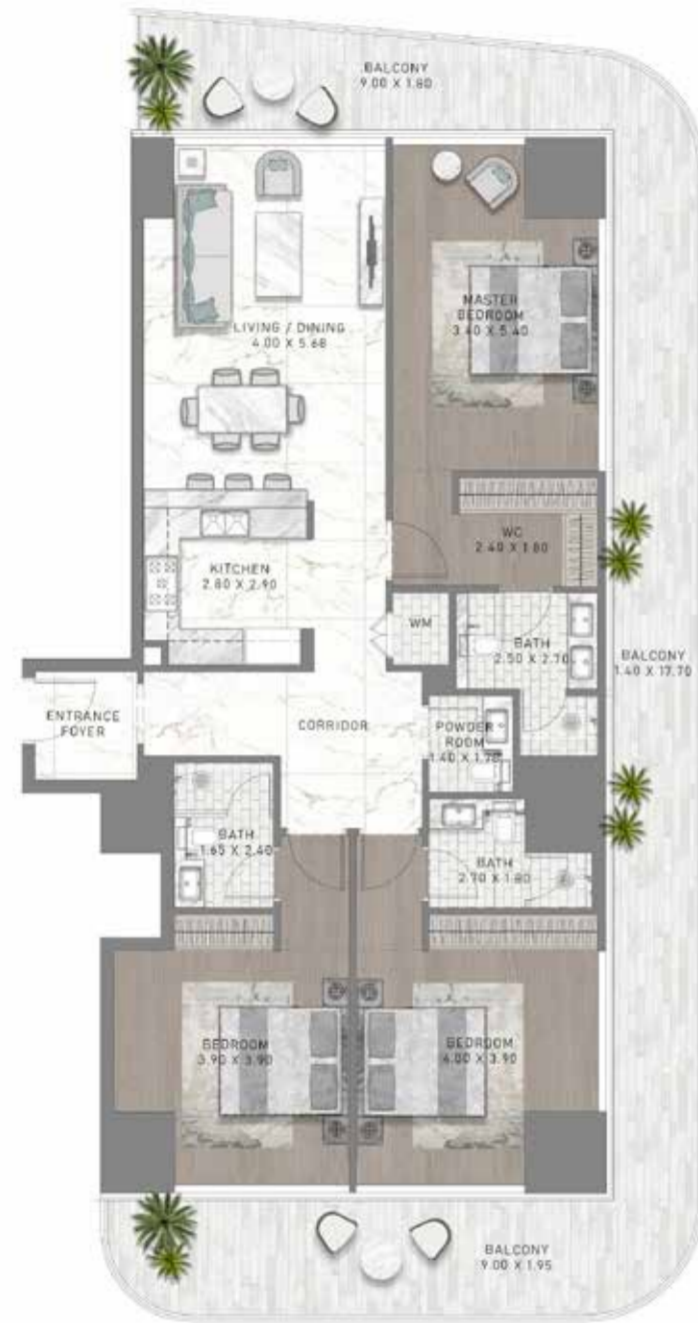 BALCONY
9.00 X 1.80
MASTER
BEDROOM
3.40 X 5.40
LIVING / DINING
4.00 X 5.68
WC
2.40 X 1.80
KITCHEN
2.80 X 2.90
WM
BATH
2.50 X 2.70
BALCONY
1.40 X 17.70
ENTRANCE
FOYER
CORRIDOR
POWDER
ROOM
1.40 X 1.70
BATH
1.65 X 2.40
BATH
2.70 X 1.80
BEDROOM
3.90 X 3.90
BEDROOM
4.00 X 3.90
BALCONY
9.00 X 1.95